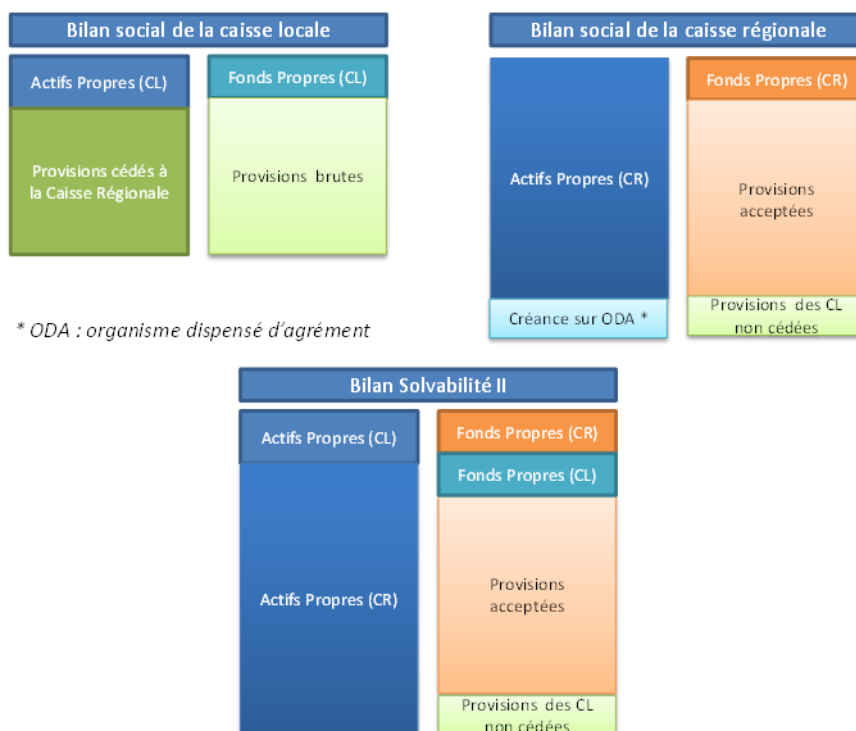 Bilan social de la caisse locale
Actifs Propres (CL)
Provisions cédés à
la Caisse Régionale
Fonds Propres (CL)
Provisions brutes
Bilan social de la caisse régionale
Actifs Propres (CR)
Créance sur ODA *
Fonds Propres (CR)
Provisions
acceptées
Provisions des CL
non cédées
* ODA : organisme dispensé d'agrément
Bilan Solvabilité II
Actifs Propres (CL)
Actifs Propres (CR)
Fonds Propres (CR)
Fonds Propres (CL)
Provisions
acceptées
Provisions des CL
non cédées